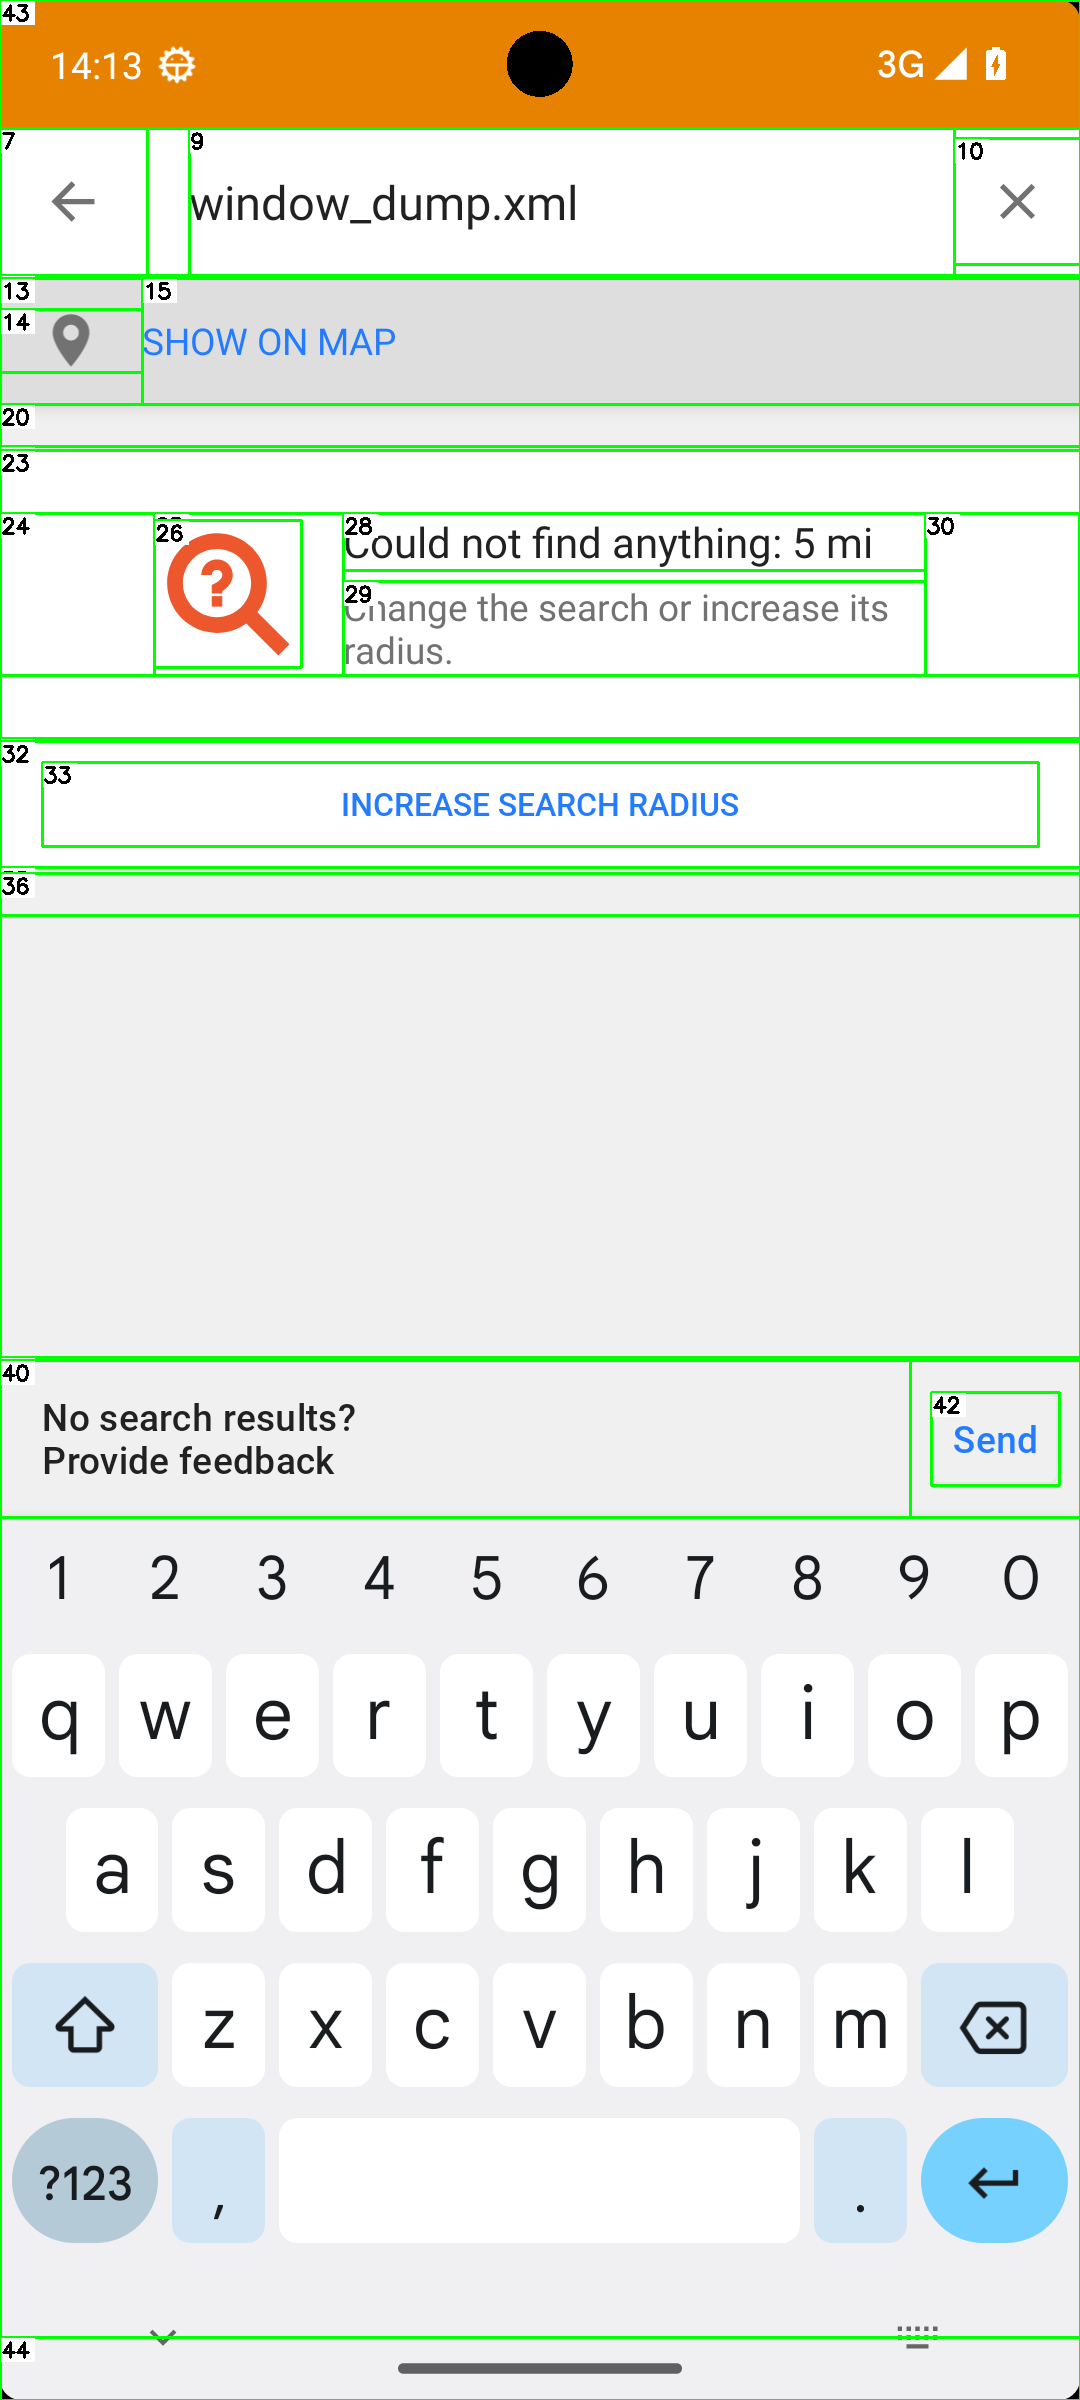 43
14:13
3G
7
9
10
window_dump.xml
13
15
14
SHOW ON MAP
20
23
24
26
28
30
Could not find anything: 5 mi
29
Change the search or increase its
radius.
32
33
INCREASE SEARCH RADIUS
36
40
No search results?
Provide feedback
42
Send
1 2 3 4 5 6 7 8 9 0
q w e r t y u i o p
a s d f g h j k l
z x c v b n m
?123 , .
44